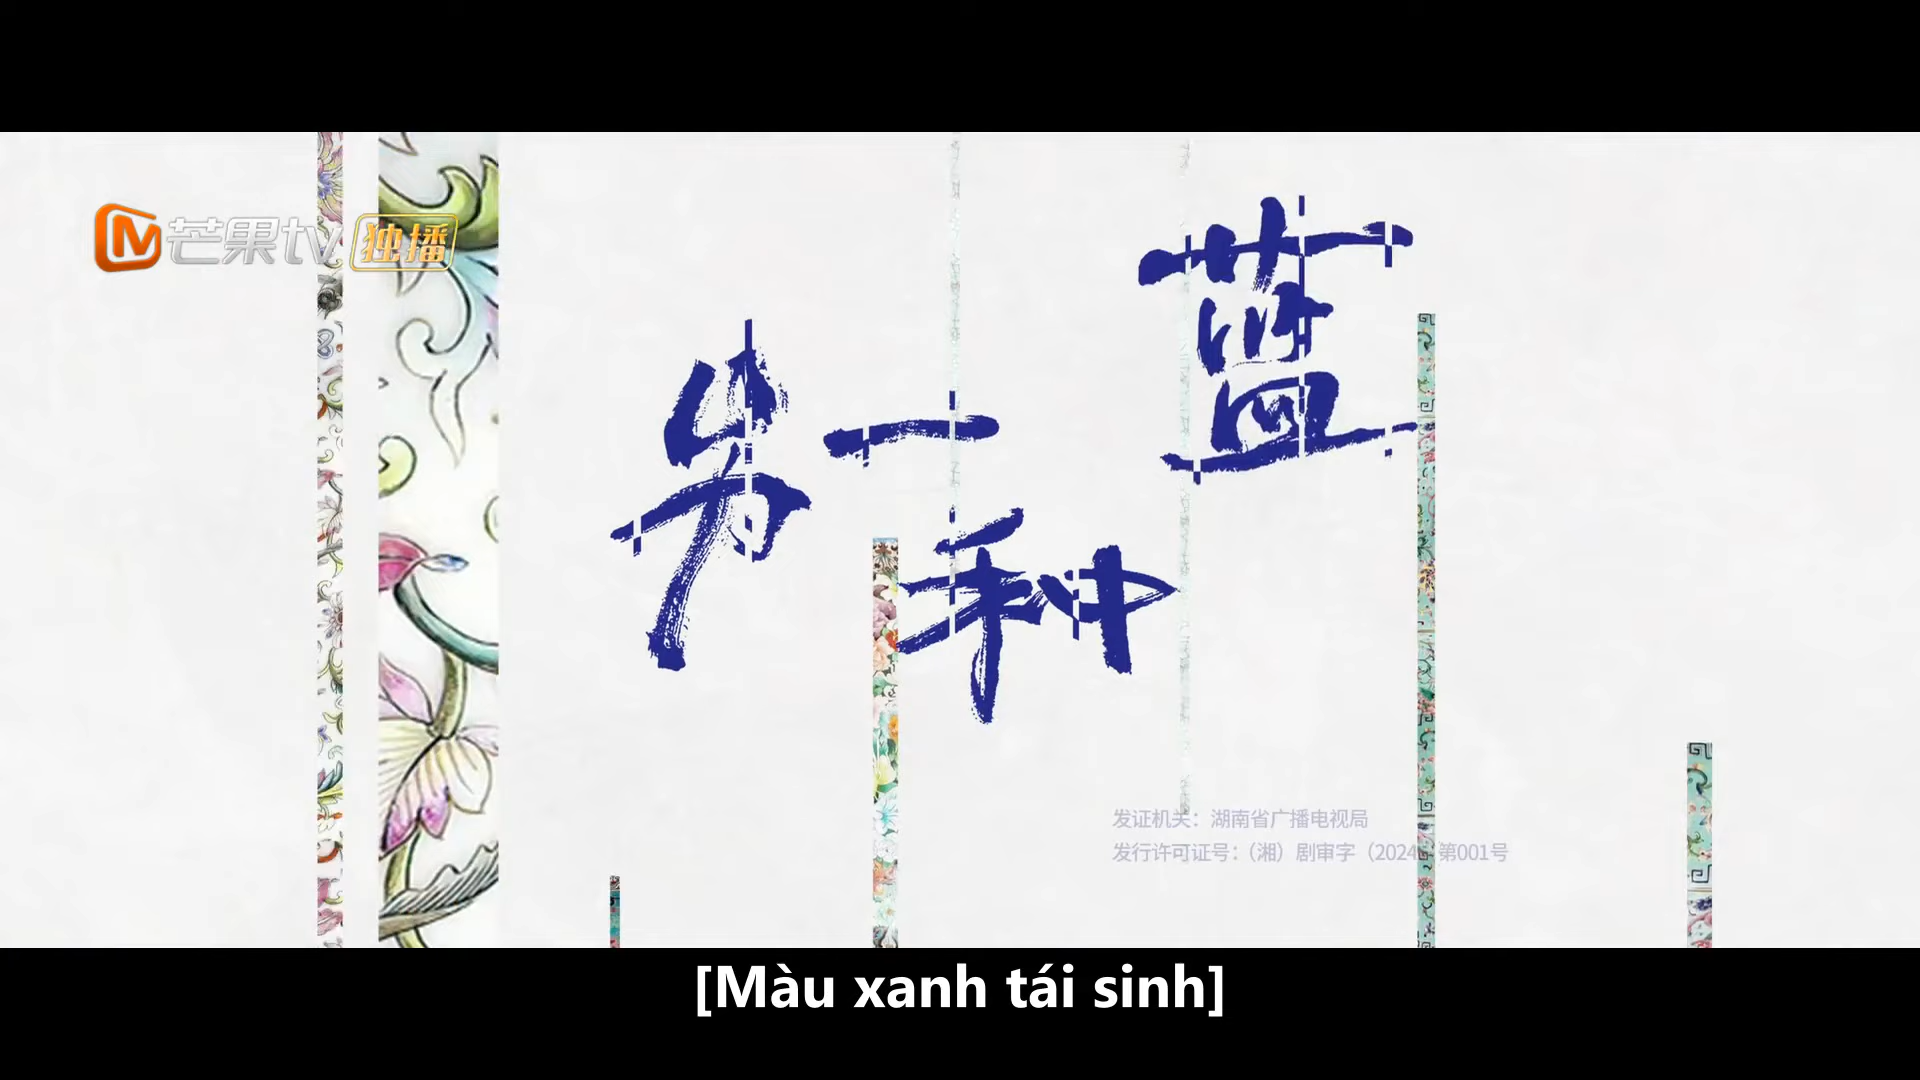 芒果tv 独播
另一种蓝
发证机关：湖南省广播电视局
发行许可证号：（湘）剧审字（2024）第001号
[Màu xanh tái sinh]